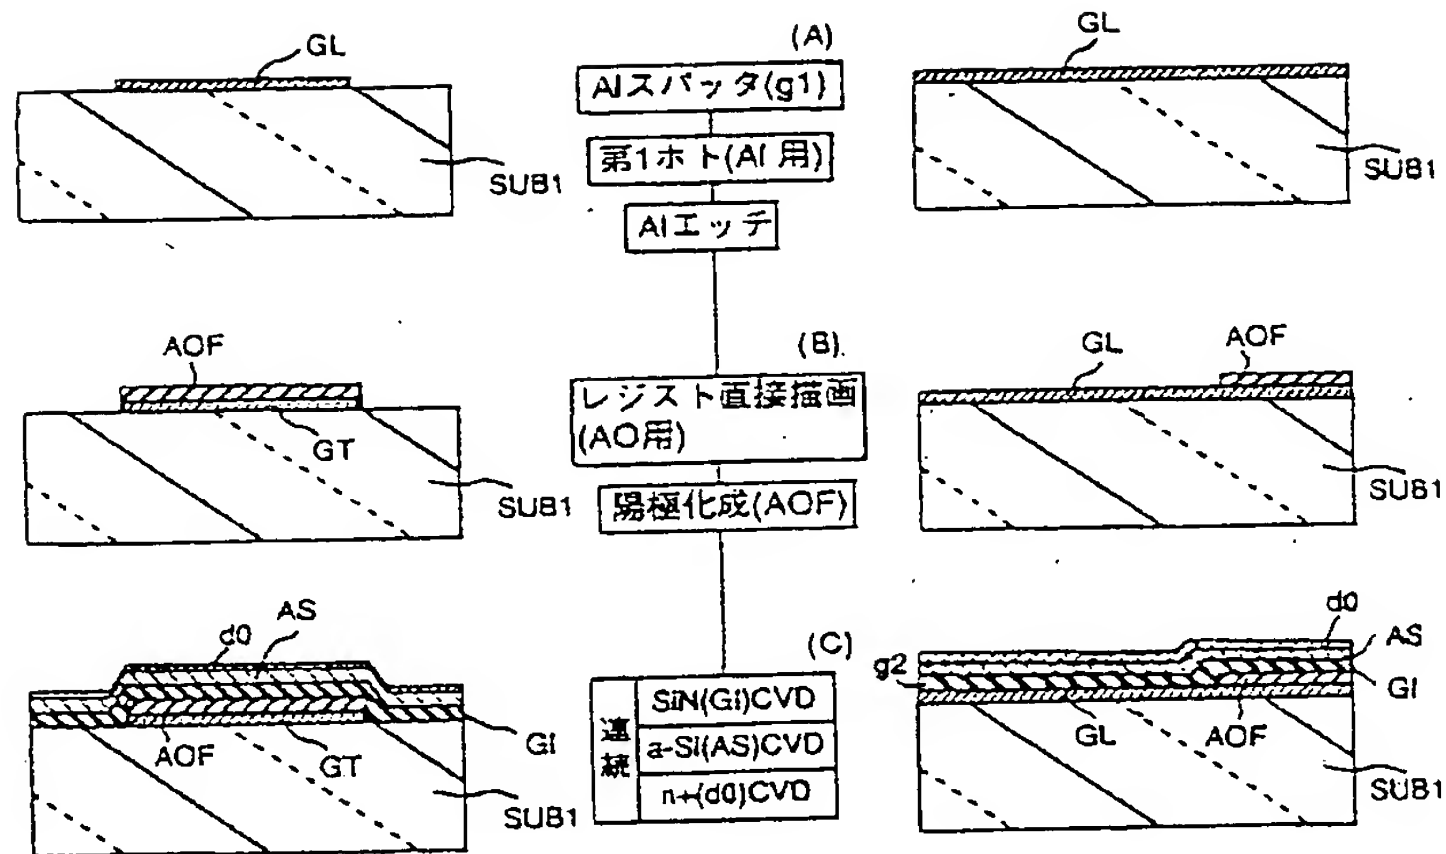 GL
SUB1
(A)
Alスパッタ(g1)
第1ホト(Al用)
Alエッチ
GL
SUB1
AOF
GT
SUB1
(B)
レジスト直接描画
(AO用)
陽極化成(AOF)
GL
AOF
SUB1
d0
AS
AOF
GT
GI
SUB1
(C)
連続
SiN(GI)CVD
a-Si(AS)CVD
n+(d0)CVD
d0
AS
g2
GI
GL
AOF
SUB1